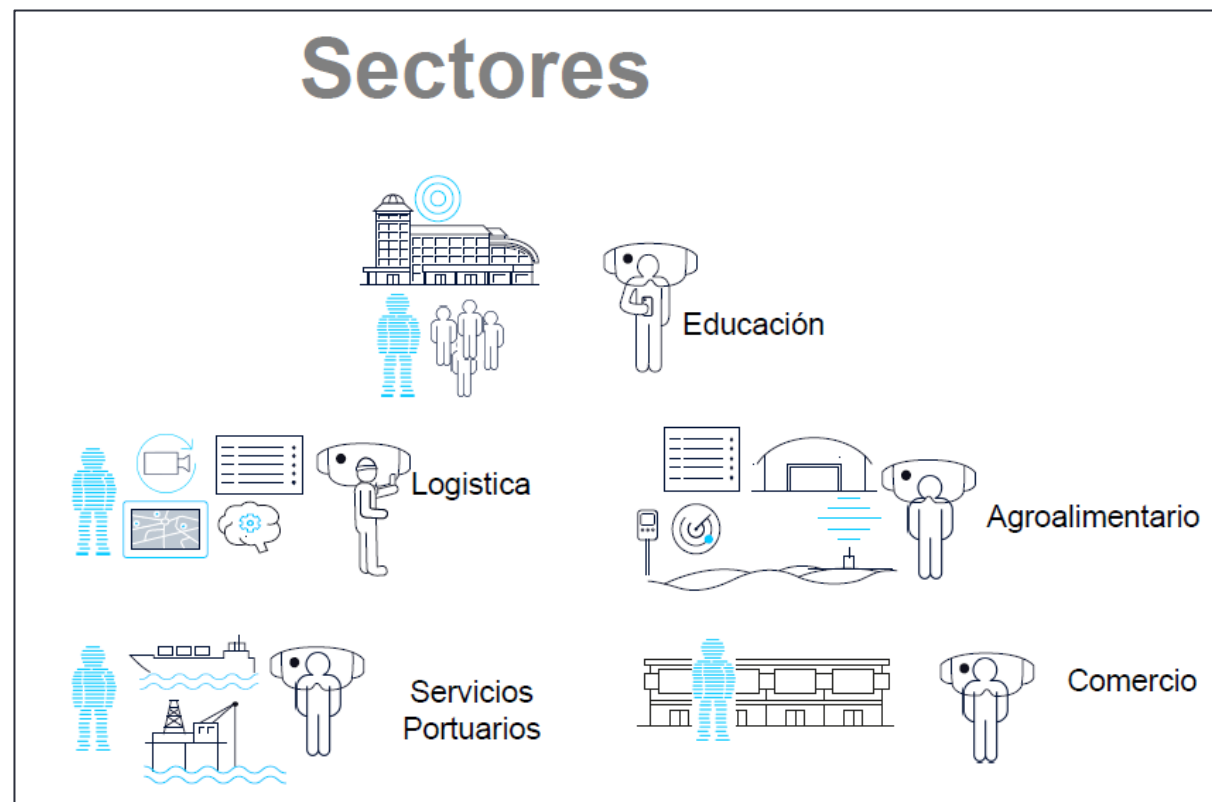 Sectores
Educación
Logistica
Agroalimentario
Servicios
Portuarios
Comercio